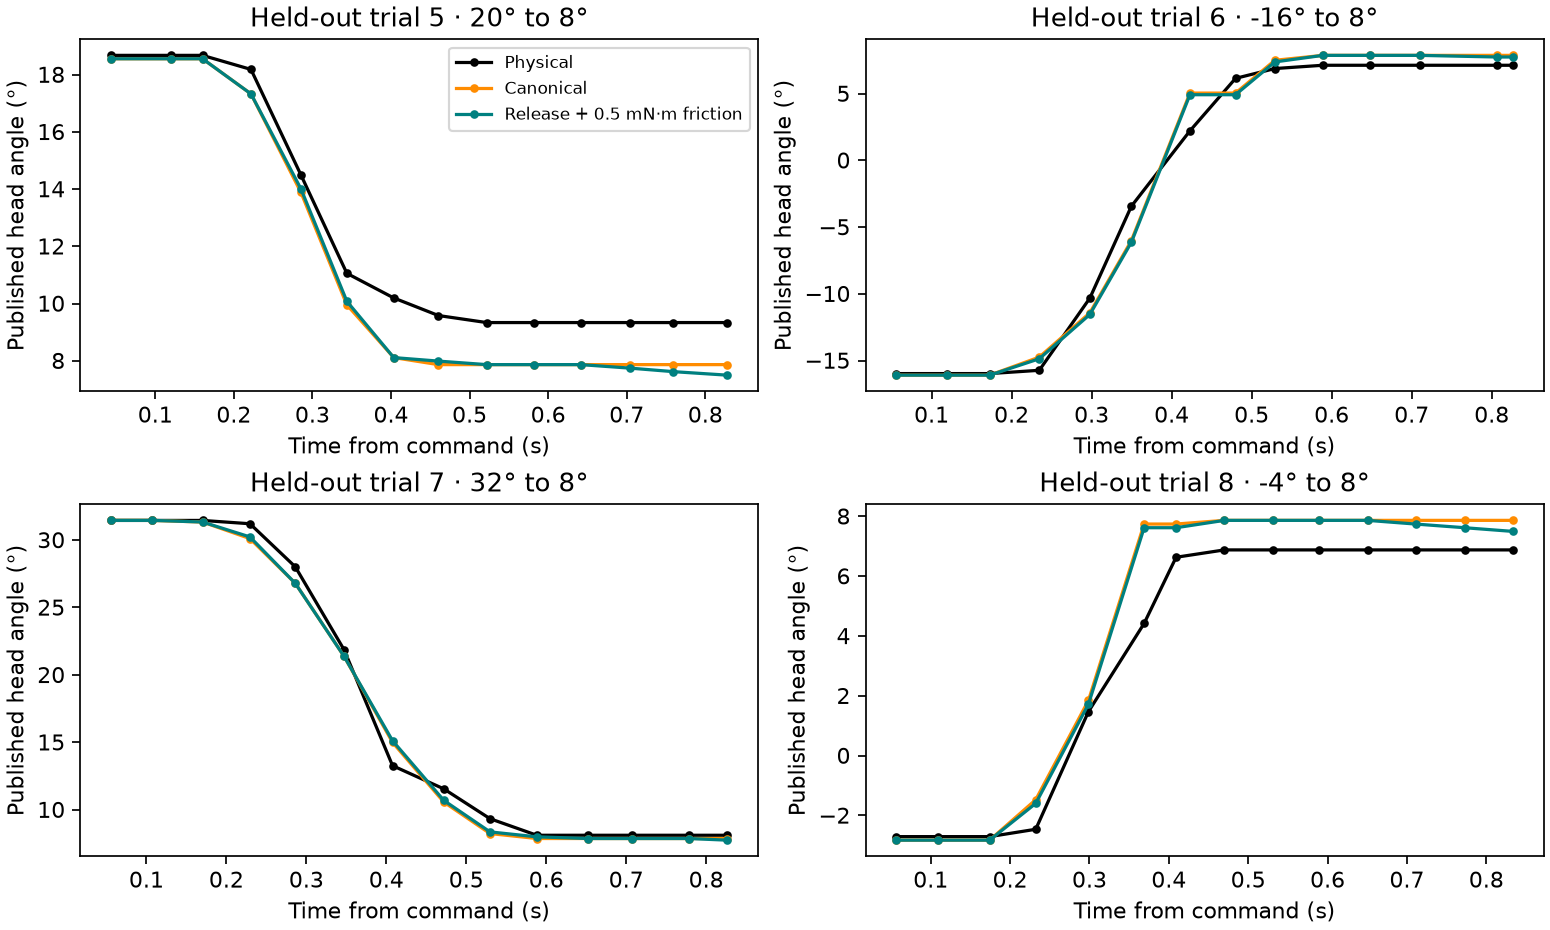 Held-out trial 5 · 20° to 8°
Published head angle (°)
18
16
14
12
10
8
Physical
Canonical
Release + 0.5 mN·m friction
0.1 0.2 0.3 0.4 0.5 0.6 0.7 0.8
Time from command (s)
Held-out trial 6 · -16° to 8°
Published head angle (°)
5
0
−5
−10
−15
0.1 0.2 0.3 0.4 0.5 0.6 0.7 0.8
Time from command (s)
Held-out trial 7 · 32° to 8°
Published head angle (°)
30
25
20
15
10
0.1 0.2 0.3 0.4 0.5 0.6 0.7 0.8
Time from command (s)
Held-out trial 8 · -4° to 8°
Published head angle (°)
8
6
4
2
0
−2
0.1 0.2 0.3 0.4 0.5 0.6 0.7 0.8
Time from command (s)